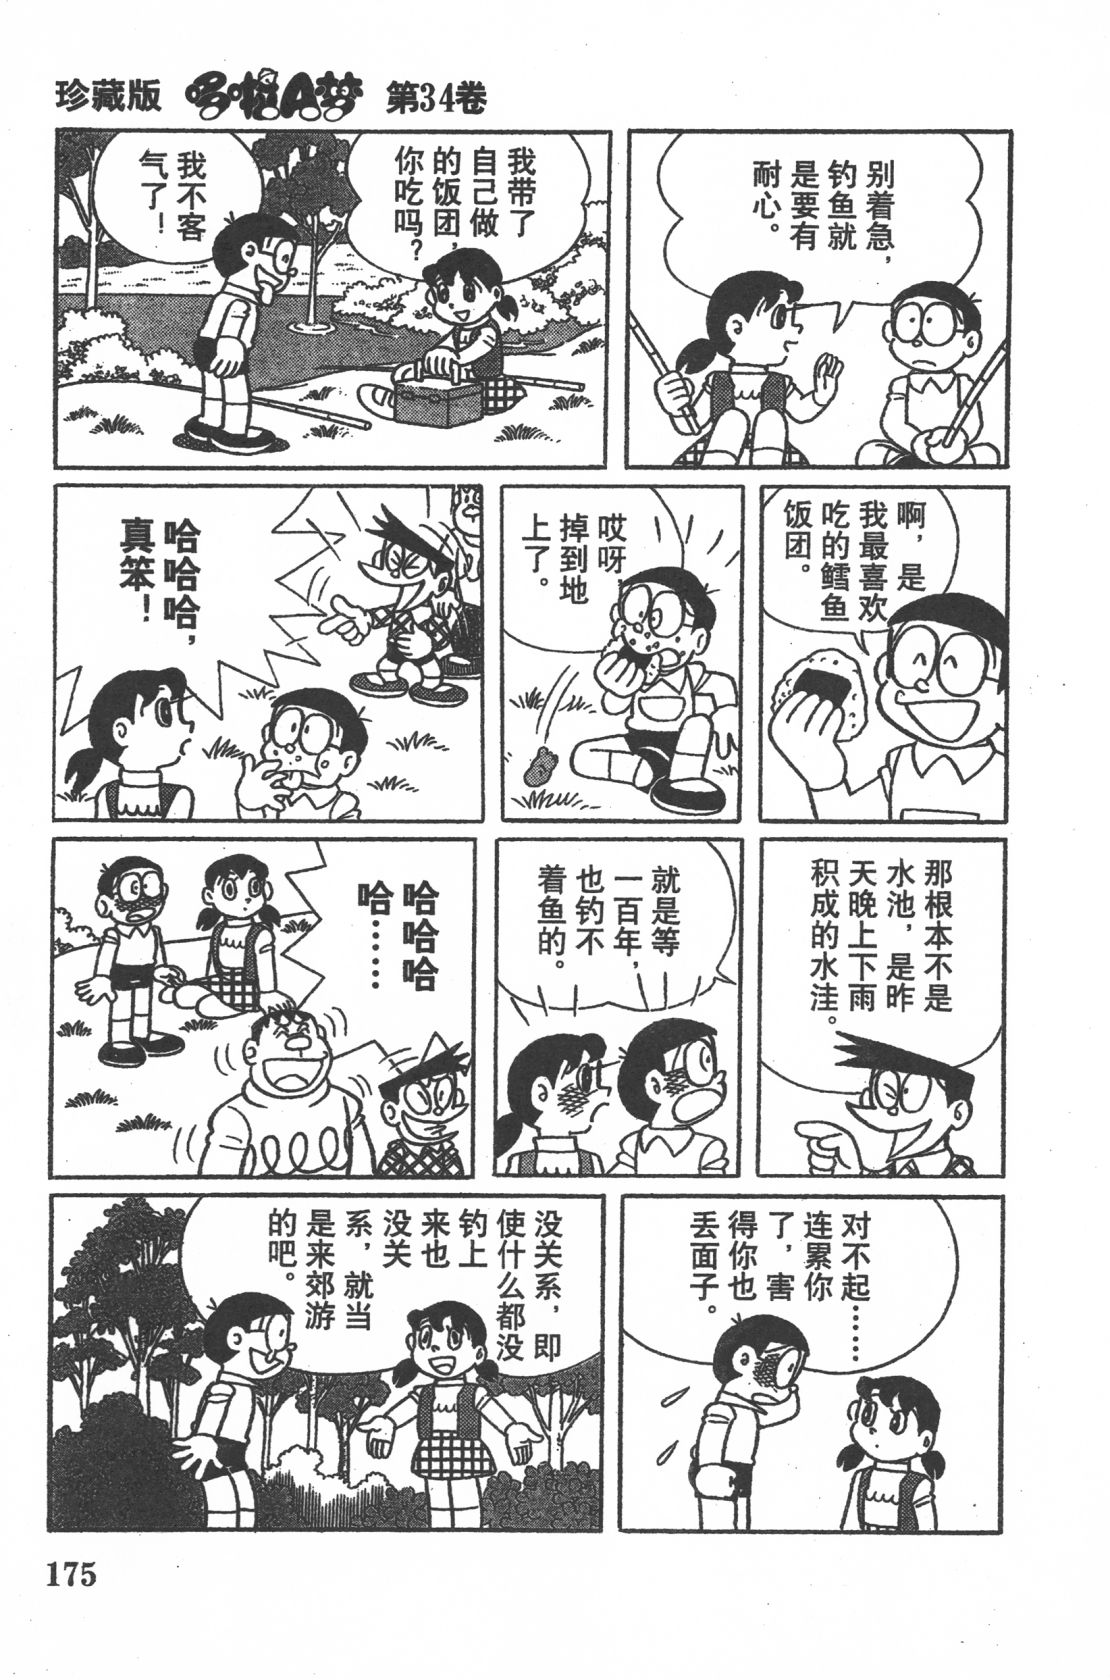 珍藏版 哆啦A梦 第34卷
别着急，
钓鱼就
是要有
耐心。
我带了
自己做
的饭团，
你吃吗？
我不客
气了！
啊，是
我最喜欢
吃的鳕鱼
饭团。
哎呀，
掉到地
上了。
哈哈哈，
真笨！
那根本不是
水池，是昨
天晚上下雨
积成的水洼。
就是等
一百年，
也钓不
着鱼的。
哈哈哈
哈……
对不起……
连累你
了，害
得你也
丢面子。
没关系，即
使什么都没
钓上
来也
没关
系，就当
是来郊游
的吧。
175